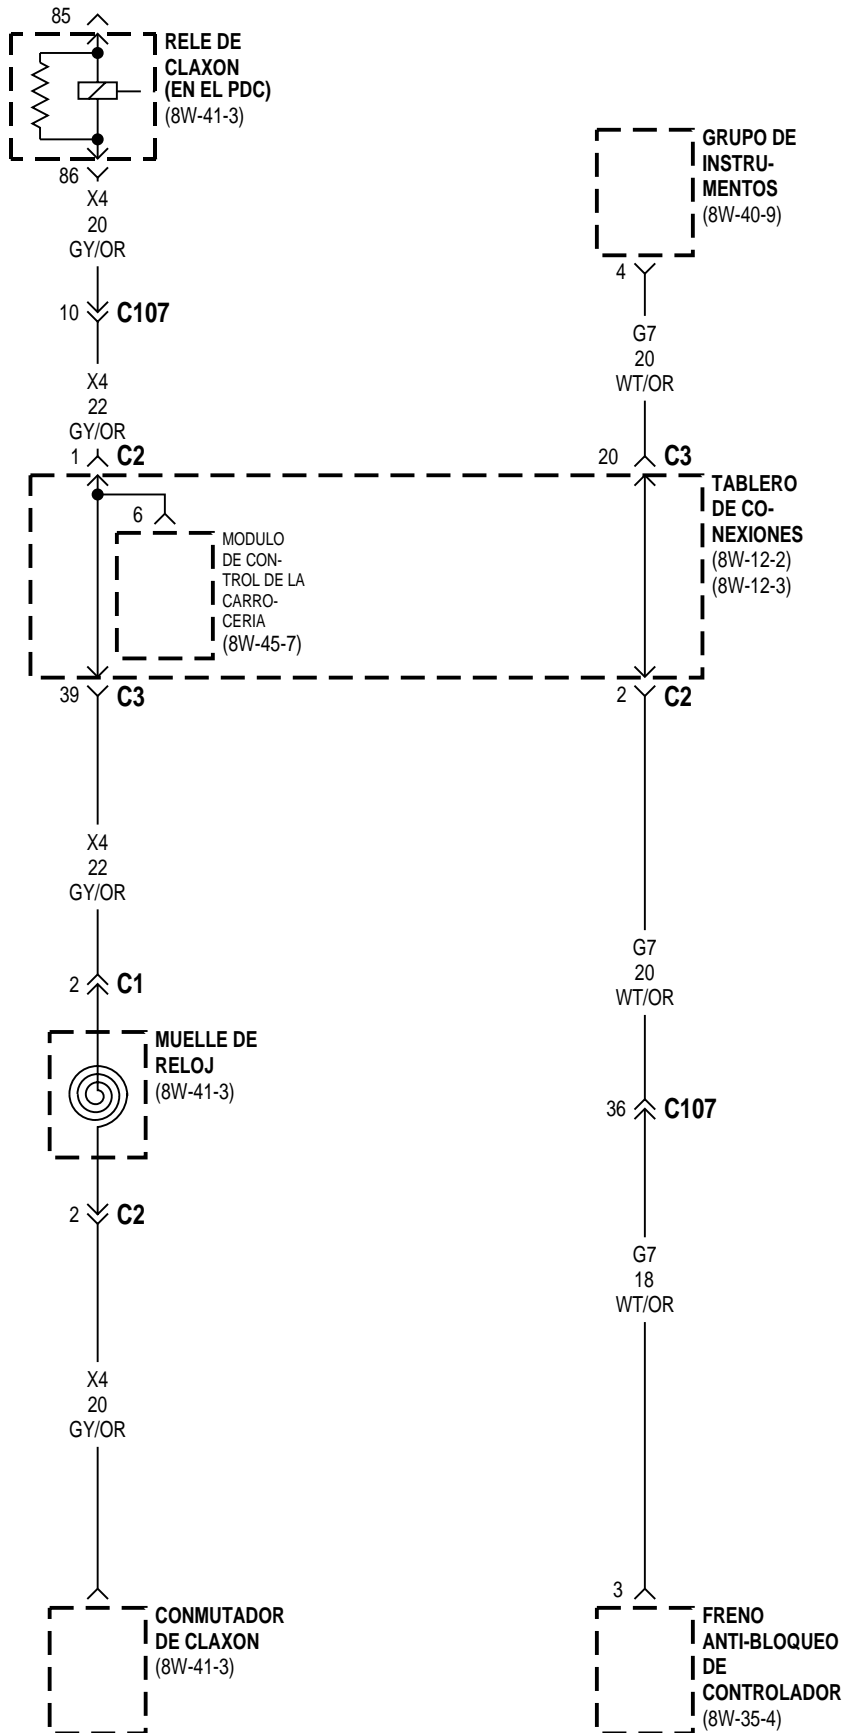 85
RELE DE
CLAXON
(EN EL PDC)
(8W-41-3)
86
X4
20
GY/OR
10 C107
X4
22
GY/OR
1 C2
GRUPO DE
INSTRU-
MENTOS
(8W-40-9)
4
G7
20
WT/OR
20 C3
TABLERO
DE CO-
NEXIONES
(8W-12-2)
(8W-12-3)
6
MODULO
DE CON-
TROL DE LA
CARRO-
CERIA
(8W-45-7)
39 C3
2 C2
X4
22
GY/OR
2 C1
MUELLE DE
RELOJ
(8W-41-3)
2 C2
X4
20
GY/OR
CONMUTADOR
DE CLAXON
(8W-41-3)
G7
20
WT/OR
36 C107
G7
18
WT/OR
3
FRENO
ANTI-BLOQUEO
DE
CONTROLADOR
(8W-35-4)